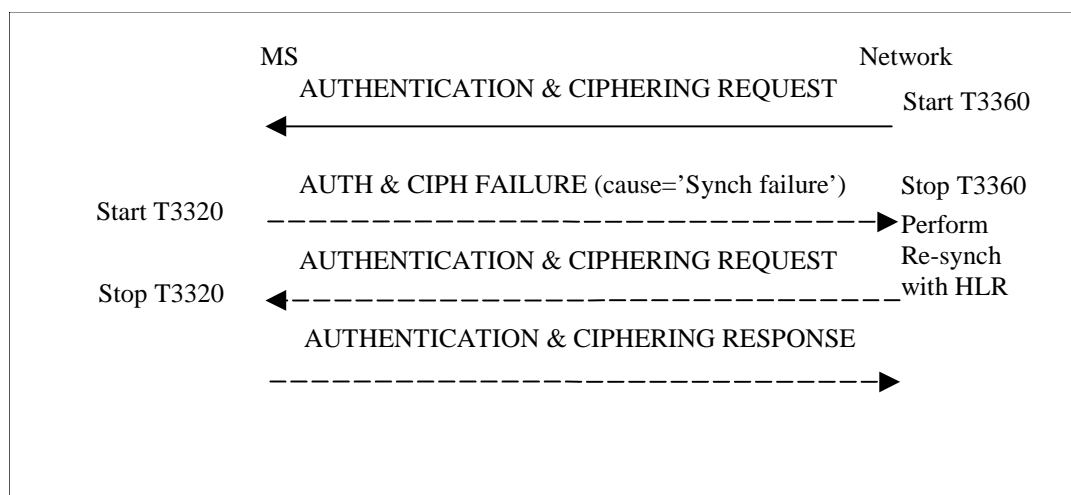 MS
Network
AUTHENTICATION & CIPHERING REQUEST
Start T3360
AUTH & CIPH FAILURE (cause='Synch failure')
Stop T3360
Start T3320
Perform
Re-synch
with HLR
AUTHENTICATION & CIPHERING REQUEST
Stop T3320
AUTHENTICATION & CIPHERING RESPONSE